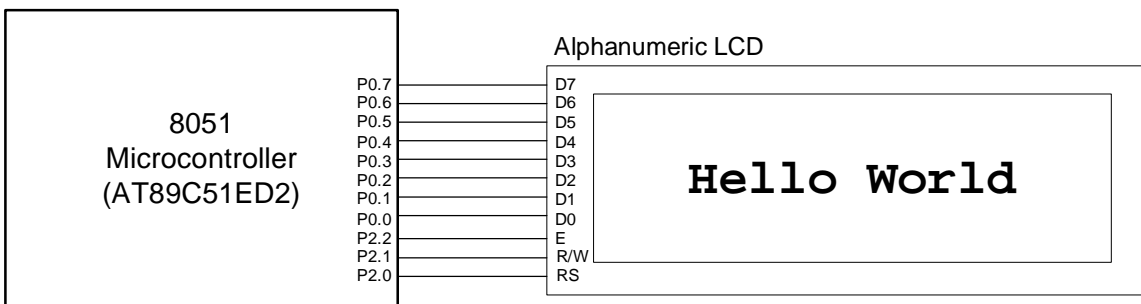 Alphanumeric LCD
8051
Microcontroller
(AT89C51ED2)
P0.7
P0.6
P0.5
P0.4
P0.3
P0.2
P0.1
P0.0
P2.2
P2.1
P2.0
D7
D6
D5
D4
D3
D2
D1
D0
E
R/W
RS
Hello World